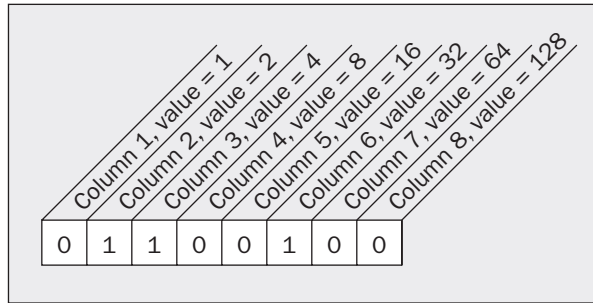 Column 1, value = 1
Column 2, value = 2
Column 3, value = 4
Column 4, value = 8
Column 5, value = 16
Column 6, value = 32
Column 7, value = 64
Column 8, value = 128
0 1 1 0 0 1 0 0